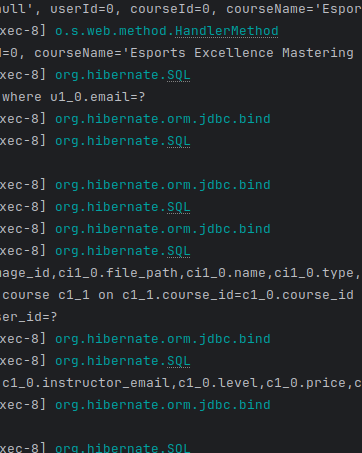 null', userId=0, courseId=0, courseName='Espor
xec-8] o.s.web.method.HandlerMethod
d=0, courseName='Esports Excellence Mastering
xec-8] org.hibernate.SQL
where u1_0.email=?
xec-8] org.hibernate.orm.jdbc.bind
xec-8] org.hibernate.SQL
xec-8] org.hibernate.orm.jdbc.bind
xec-8] org.hibernate.SQL
xec-8] org.hibernate.orm.jdbc.bind
xec-8] org.hibernate.SQL
mage_id,ci1_0.file_path,ci1_0.name,ci1_0.type,
course c1_1 on c1_1.course_id=c1_0.course_id
ser_id=?
xec-8] org.hibernate.orm.jdbc.bind
xec-8] org.hibernate.SQL
c1_0.instructor_email,c1_0.level,c1_0.price,c
xec-8] org.hibernate.orm.jdbc.bind
xec-8] org.hibernate.SQL